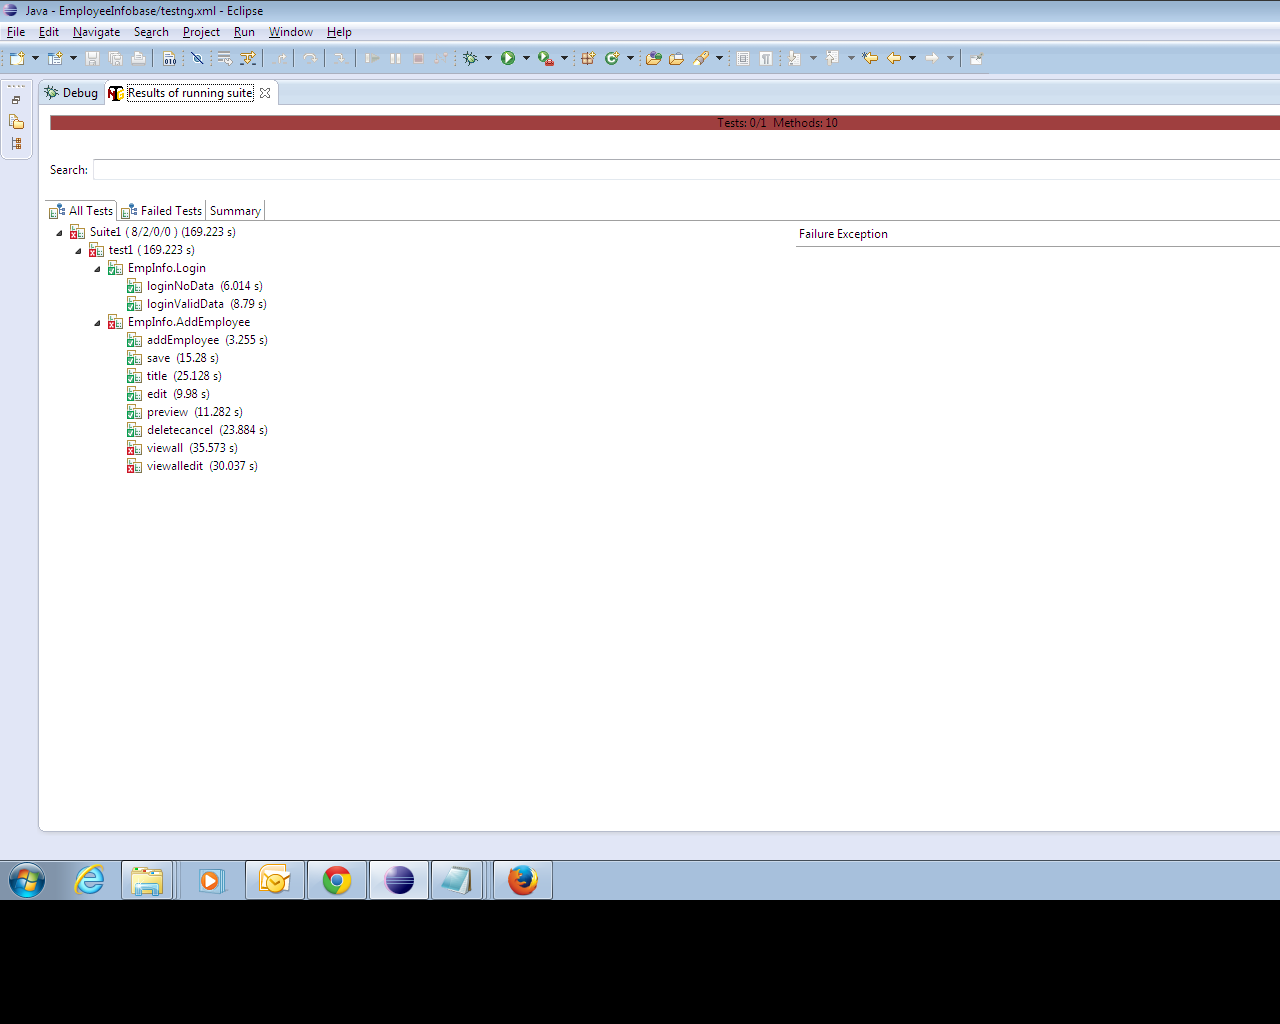 Java - EmployeeInfobase/testng.xml - Eclipse
File Edit Navigate Search Project Run Window Help
Debug Results of running suite
Tests: 0/1 Methods: 10
Search:
All Tests Failed Tests Summary
Suite1 ( 8/2/0/0 ) (169.223 s)
Failure Exception
test1 ( 169.223 s)
EmpInfo.Login
loginNoData (6.014 s)
loginValidData (8.79 s)
EmpInfo.AddEmployee
addEmployee (3.255 s)
save (15.28 s)
title (25.128 s)
edit (9.98 s)
preview (11.282 s)
deletecancel (23.884 s)
viewall (35.573 s)
viewalledit (30.037 s)